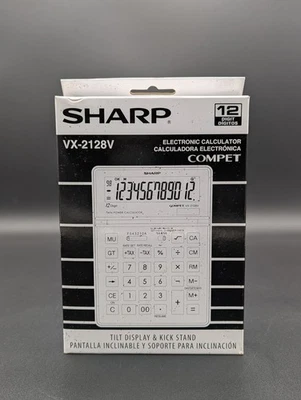 SHARP®
12
DIGIT
DIGITOS
VX-2128V
ELECTRONIC CALCULATOR
CALCULADORA ELECTRÓNICA
COMPET
SHARP
123456789012.
MU
√
CA
GT
-TAX
+TAX
%
÷
CM
7
8
9
×
RM
→
4
5
6
-
M-
CE
1
2
3
+
M+
C
0
00
·
=
TILT DISPLAY & KICK STAND
PANTALLA INCLINABLE Y SOPORTE PARA INCLINACIÓN